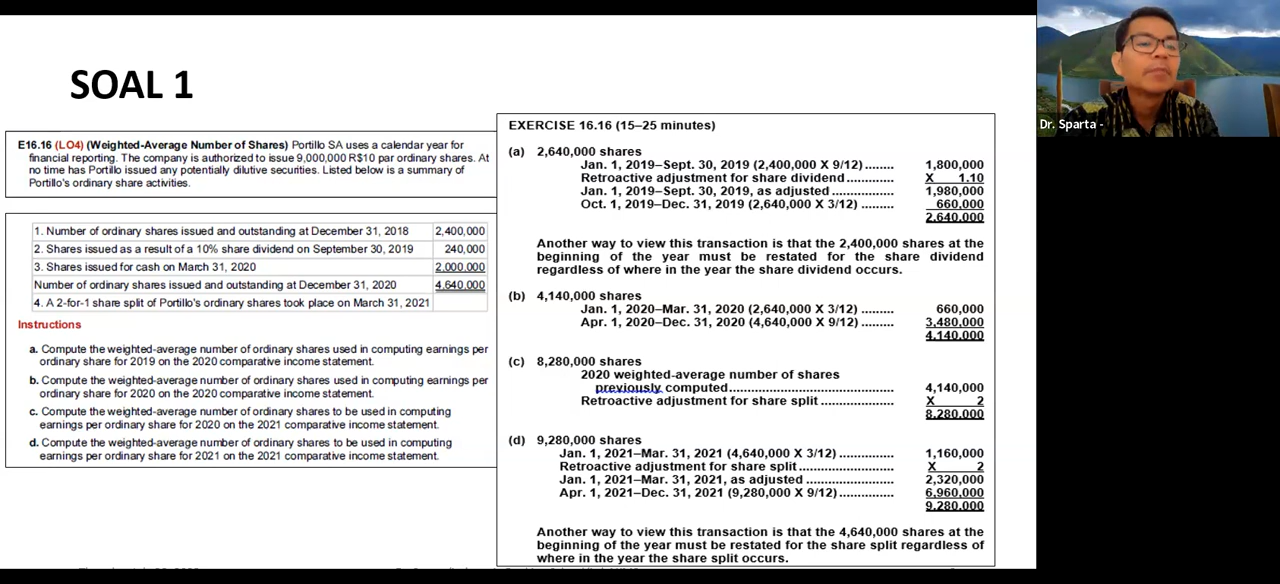 SOAL 1
E16.16 (LO4) (Weighted-Average Number of Shares) Portillo SA uses a calendar year for
financial reporting. The company is authorized to issue 9,000,000 R$10 par ordinary shares. At
no time has Portillo issued any potentially dilutive securities. Listed below is a summary of
Portillo's ordinary share activities.
1. Number of ordinary shares issued and outstanding at December 31, 2018 2,400,000
2. Shares issued as a result of a 10% share dividend on September 30, 2019 240,000
3. Shares issued for cash on March 31, 2020 2,000,000
Number of ordinary shares issued and outstanding at December 31, 2020 4,640,000
4. A 2-for-1 share split of Portillo's ordinary shares took place on March 31, 2021
Instructions
a. Compute the weighted-average number of ordinary shares used in computing earnings per
ordinary share for 2019 on the 2020 comparative income statement.
b. Compute the weighted-average number of ordinary shares used in computing earnings per
ordinary share for 2020 on the 2020 comparative income statement.
c. Compute the weighted-average number of ordinary shares to be used in computing
earnings per ordinary share for 2020 on the 2021 comparative income statement.
d. Compute the weighted-average number of ordinary shares to be used in computing
earnings per ordinary share for 2021 on the 2021 comparative income statement.
EXERCISE 16.16 (15–25 minutes)
(a) 2,640,000 shares
Jan. 1, 2019–Sept. 30, 2019 (2,400,000 X 9/12)........ 1,800,000
Retroactive adjustment for share dividend............. X 1.10
Jan. 1, 2019–Sept. 30, 2019, as adjusted ................. 1,980,000
Oct. 1, 2019–Dec. 31, 2019 (2,640,000 X 3/12) ......... 660,000
2,640,000
Another way to view this transaction is that the 2,400,000 shares at the
beginning of the year must be restated for the share dividend
regardless of where in the year the share dividend occurs.
(b) 4,140,000 shares
Jan. 1, 2020–Mar. 31, 2020 (2,640,000 X 3/12) ......... 660,000
Apr. 1, 2020–Dec. 31, 2020 (4,640,000 X 9/12) ......... 3,480,000
4,140,000
(c) 8,280,000 shares
2020 weighted-average number of shares
previously computed............................................. 4,140,000
Retroactive adjustment for share split ...................... X 2
8,280,000
(d) 9,280,000 shares
Jan. 1, 2021–Mar. 31, 2021 (4,640,000 X 3/12) .............. 1,160,000
Retroactive adjustment for share split........................ X 2
Jan. 1, 2021–Mar. 31, 2021, as adjusted ...................... 2,320,000
Apr. 1, 2021–Dec. 31, 2021 (9,280,000 X 9/12).............. 6,960,000
9,280,000
Another way to view this transaction is that the 4,640,000 shares at the
beginning of the year must be restated for the share split regardless of
where in the year the share split occurs.
Dr. Sparta -